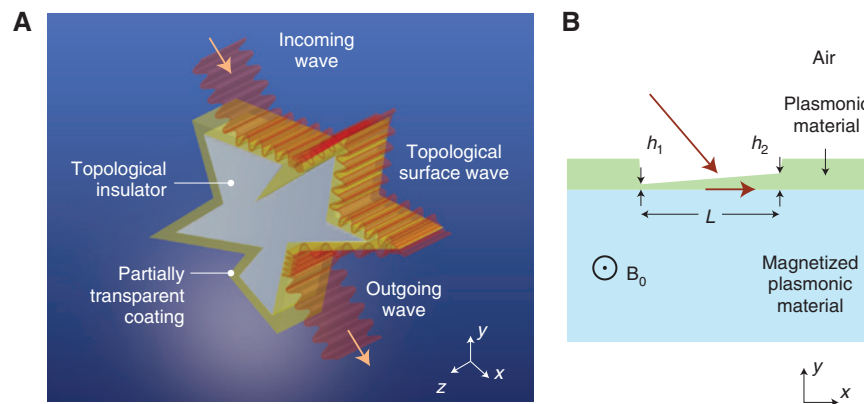 A
Incoming
wave
Topological
insulator
Topological
surface wave
Partially
transparent
coating
Outgoing
wave
y
x
z
B
Air
Plasmonic
material
h1
h2
L
B0
Magnetized
plasmonic
material
y
x